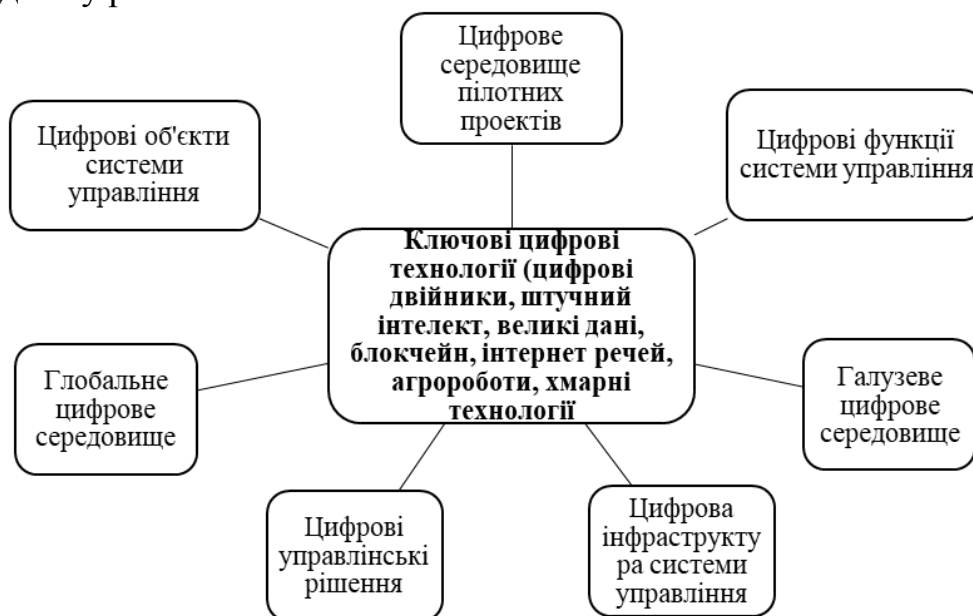 Цифрове
середовище
пілотних
проектів
Цифрові об'єкти
системи
управління
Цифрові функції
системи управління
Ключові цифрові
технології (цифрові
двійники, штучний
інтелект, великі дані,
блокчейн, інтернет речей,
агророботи, хмарні
технології
Глобальне
цифрове
середовище
Галузеве
цифрове
середовище
Цифрові
управлінські
рішення
Цифрова
інфраструкту
ра системи
управління